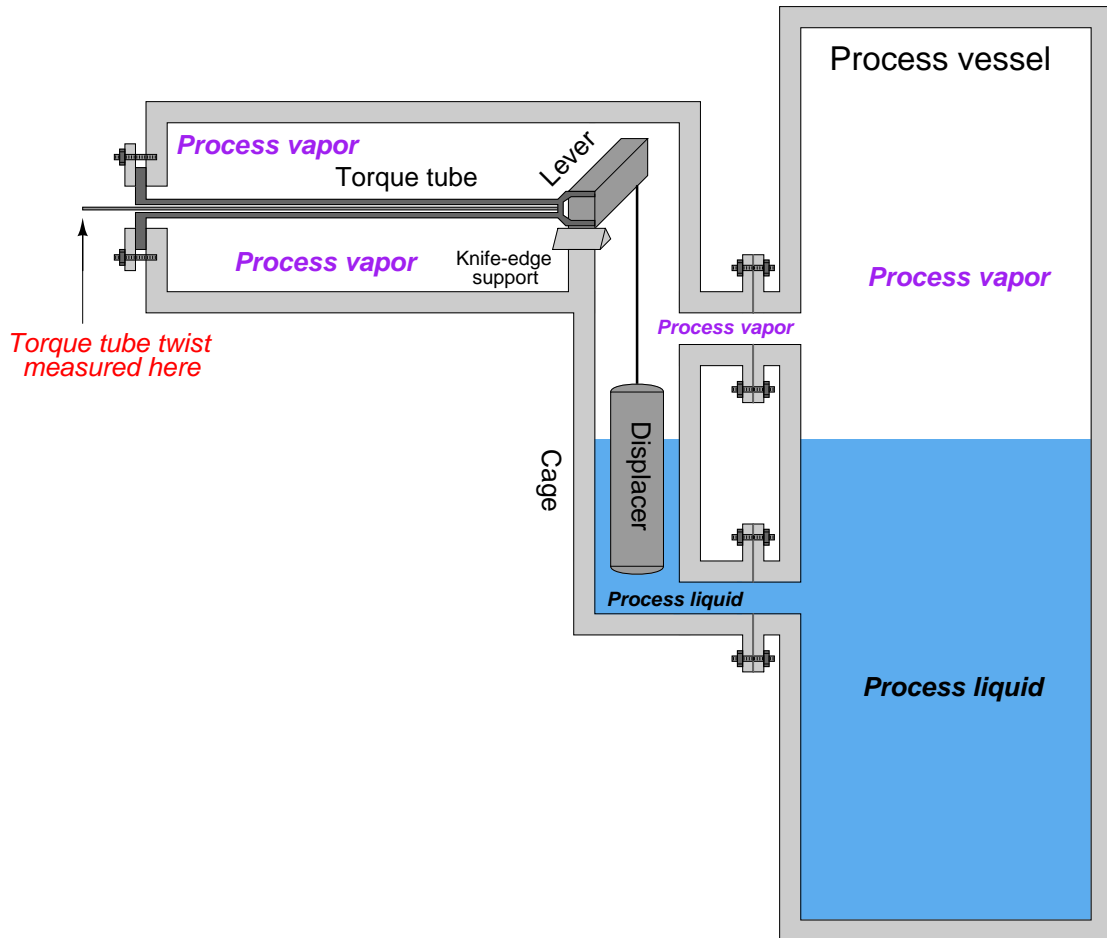 Process vessel
Process vapor
Lever
Torque tube
Process vapor
Knife-edge
support
Process vapor
Process vapor
Torque tube twist
measured here
Displacer
Cage
Process liquid
Process liquid